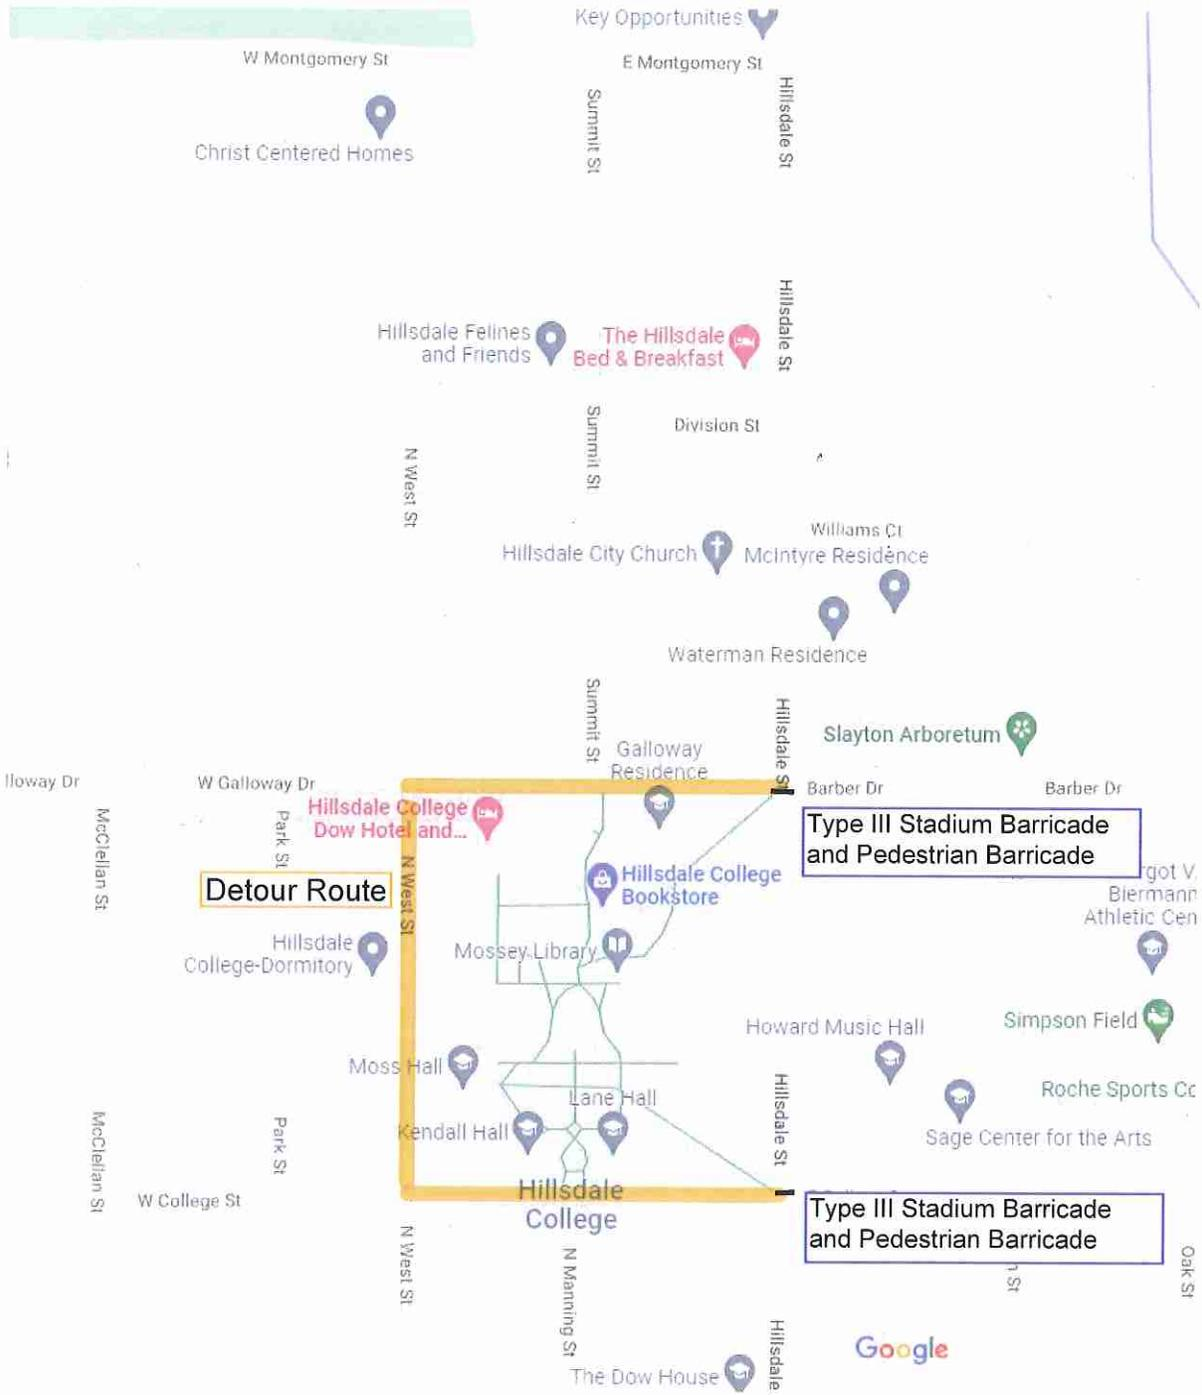 Key Opportunities
W Montgomery St
E Montgomery St
Summit St
Hillsdale St
Christ Centered Homes
Hillsdale St
Hillsdale Felines
and Friends
The Hillsdale
Bed & Breakfast
Summit St
Division St
N West St
Williams Ct
Hillsdale City Church
McIntyre Residence
Waterman Residence
Summit St
Hillsdale St
Slayton Arboretum
Galloway
Residence
lloway Dr
W Galloway Dr
Barber Dr
Barber Dr
Hillsdale College
Dow Hotel and...
McClellan St
Park St
Type III Stadium Barricade
and Pedestrian Barricade
N West St
Detour Route
Hillsdale College
Bookstore
rgot V.
Biermann
Athletic Cen
Hillsdale
College-Dormitory
Mossey Library
Howard Music Hall
Simpson Field
Moss Hall
Lane Hall
Hillsdale St
Roche Sports Co
Kendall Hall
Sage Center for the Arts
McClellan St
Park St
W College St
Hillsdale
College
Type III Stadium Barricade
and Pedestrian Barricade
N West St
N Manning St
St
Oak St
Hillsdale
Google
The Dow House